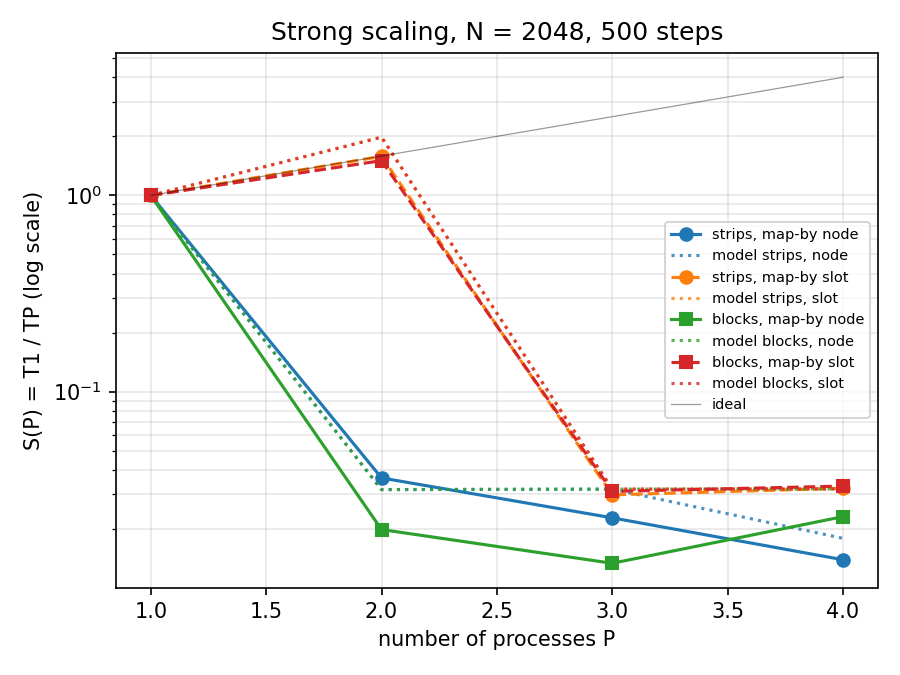 Strong scaling, N = 2048, 500 steps
S(P) = T1 / TP (log scale)
10⁰
10⁻¹
strips, map-by node
model strips, node
strips, map-by slot
model strips, slot
blocks, map-by node
model blocks, node
blocks, map-by slot
model blocks, slot
ideal
1.0 1.5 2.0 2.5 3.0 3.5 4.0
number of processes P